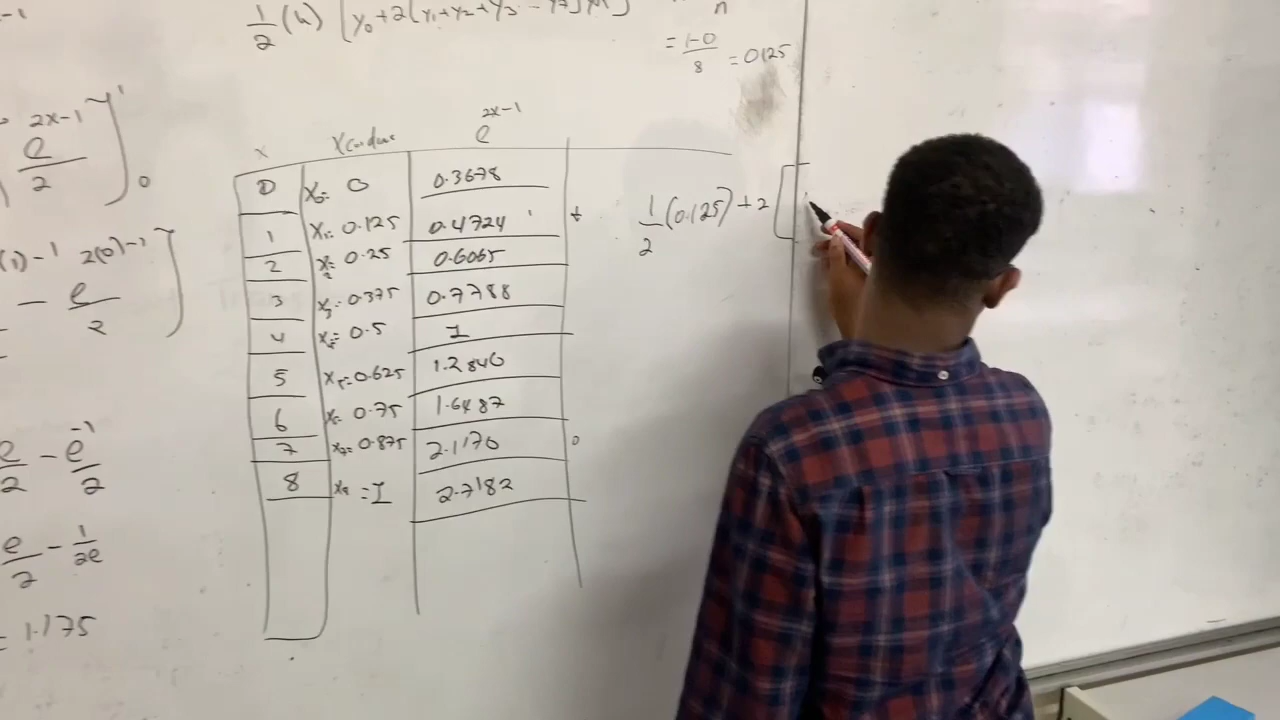 1/2 (h) [y0 + 2(y1+y2+y3 -
n
= 1-0/8 = 0.125
e^2x-1/2 ]1 0
(1)-1 2(0)-1
- e/2 ]
e/2 - e^-1/2
e/2 - 1/2e
= 1.175
x e^2x-1
0 x0= 0 0.3678
1 x1= 0.125 0.4724
2 x2= 0.25 0.6065
3 x3= 0.375 0.7788
4 x4= 0.5 1
5 x5= 0.625 1.2840
6 x= 0.75 1.6487
7 x7= 0.875 2.1170
8 x8 = 1 2.7182
1/2 (0.125) + 2 [